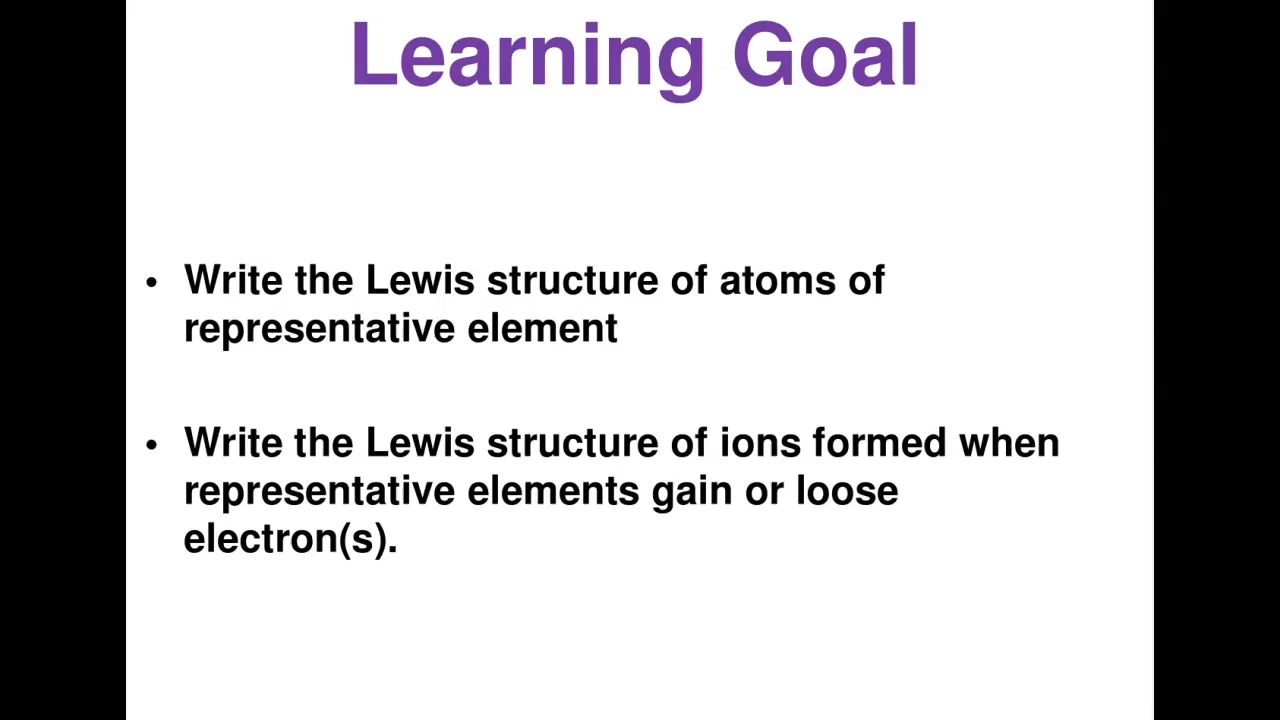 Learning Goal
• Write the Lewis structure of atoms of
representative element
• Write the Lewis structure of ions formed when
representative elements gain or loose
electron(s).